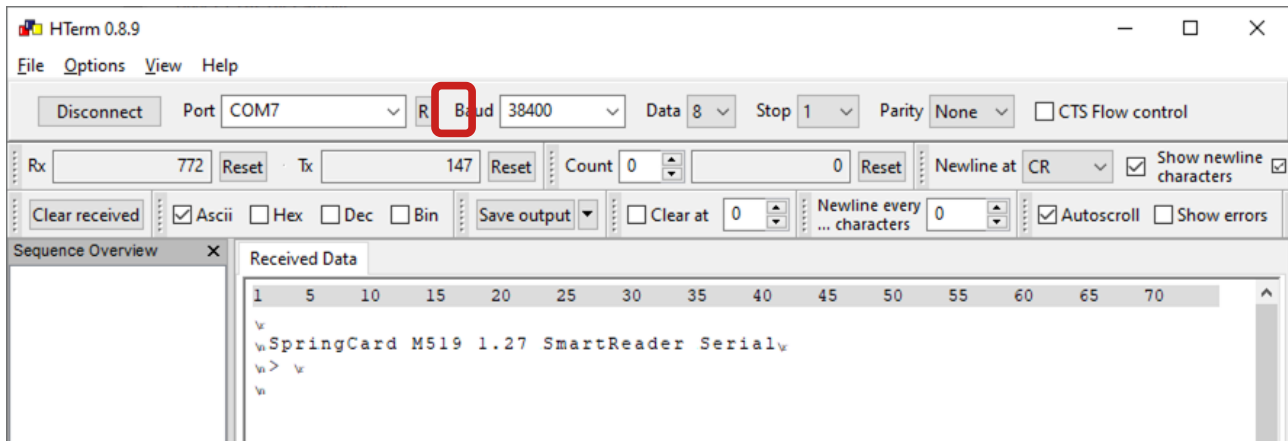 HTerm 0.8.9
File Options View Help
Disconnect Port COM7 R Baud 38400 Data 8 Stop 1 Parity None CTS Flow control
Rx 772 Reset Tx 147 Reset Count 0 0 Reset Newline at CR Show newline characters
Clear received Ascii Hex Dec Bin Save output Clear at 0 Newline every ... characters 0 Autoscroll Show errors
Sequence Overview X Received Data
1 5 10 15 20 25 30 35 40 45 50 55 60 65 70
\r
\nSpringCard M519 1.27 SmartReader Serial\r
\n> \r
\n